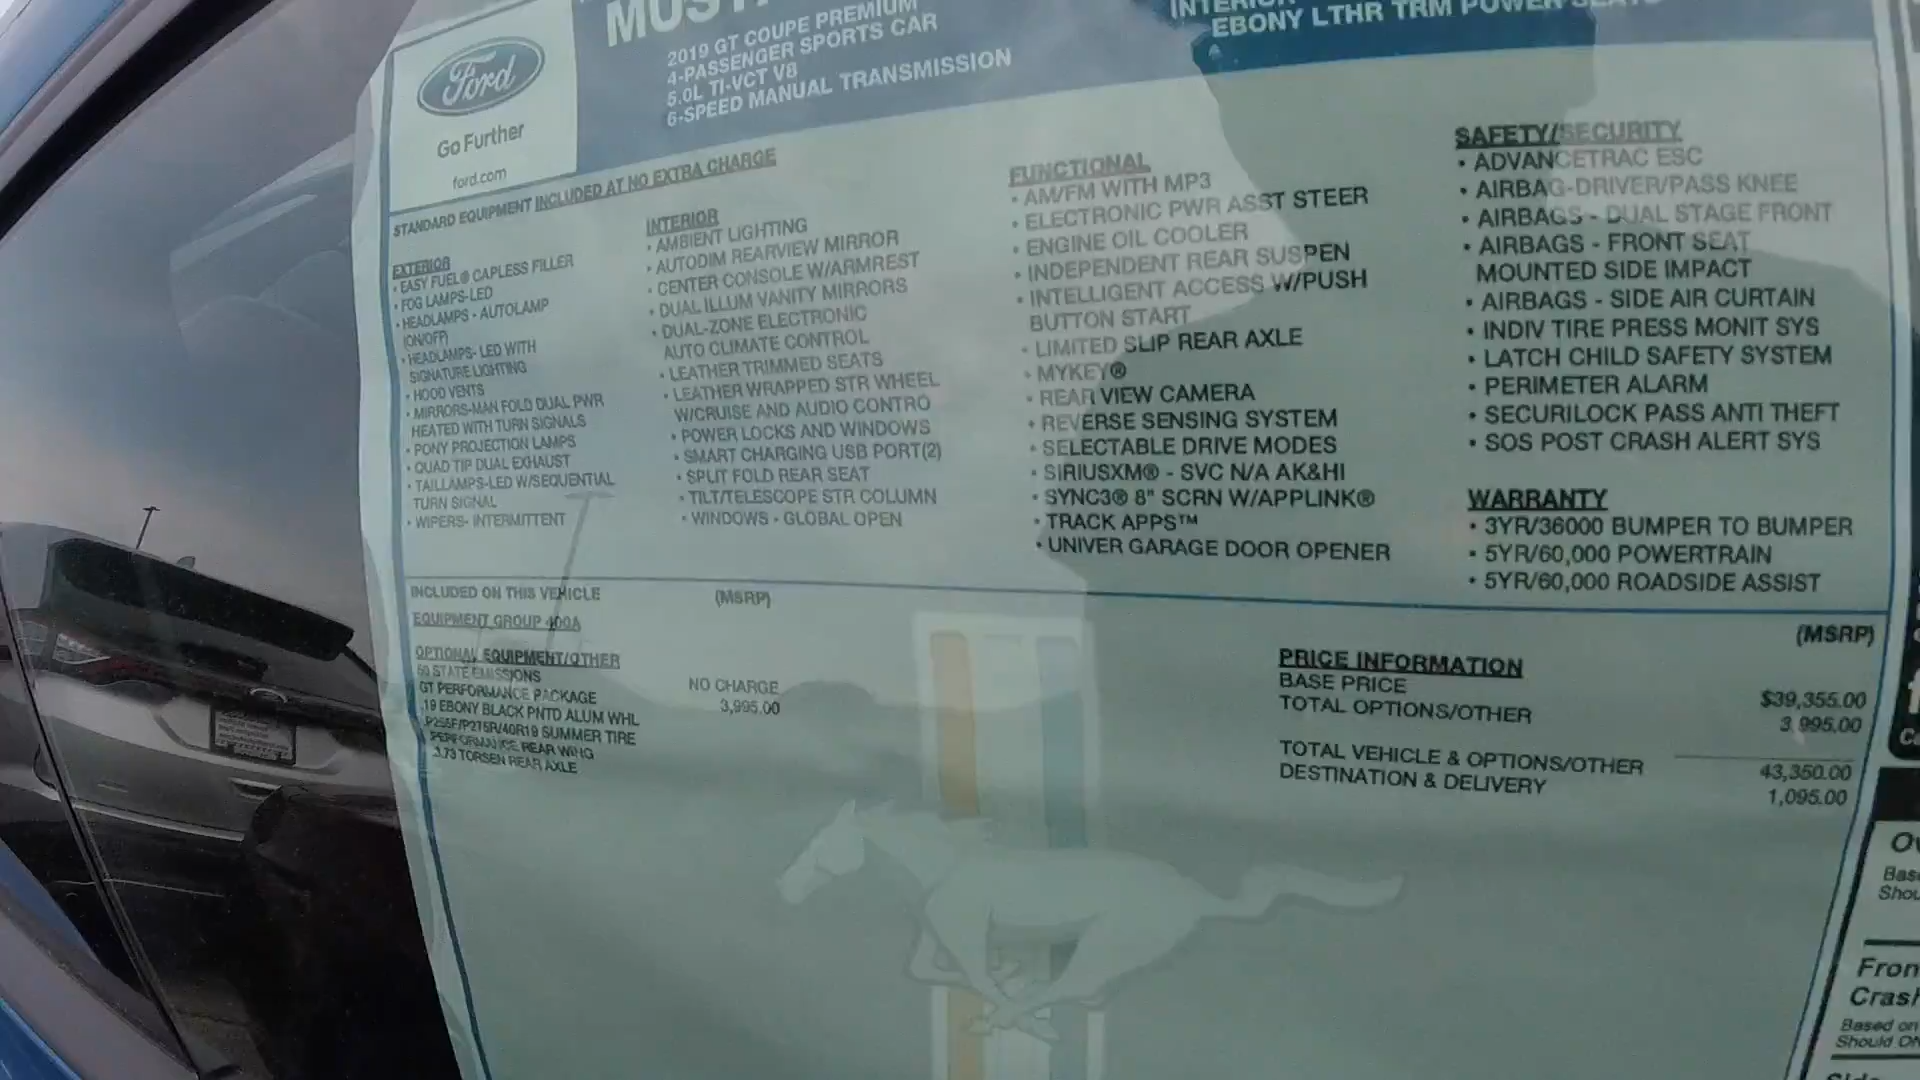 Ford
Go Further
ford.com
2019 GT COUPE PREMIUM
4-PASSENGER SPORTS CAR
5.0L TI-VCT V8
6-SPEED MANUAL TRANSMISSION
INTERIOR
EBONY LTHR TRM POWER SEATS
STANDARD EQUIPMENT INCLUDED AT NO EXTRA CHARGE
EXTERIOR
• EASY FUEL® CAPLESS FILLER
• FOG LAMPS-LED
• HEADLAMPS - AUTOLAMP
(ON/OFF)
• HEADLAMPS- LED WITH
SIGNATURE LIGHTING
• HOOD VENTS
• MIRRORS-MAN FOLD DUAL PWR
HEATED WITH TURN SIGNALS
• PONY PROJECTION LAMPS
• QUAD TIP DUAL EXHAUST
• TAILLAMPS-LED W/SEQUENTIAL
TURN SIGNAL
• WIPERS- INTERMITTENT
INTERIOR
• AMBIENT LIGHTING
• AUTODIM REARVIEW MIRROR
• CENTER CONSOLE W/ARMREST
• DUAL ILLUM VANITY MIRRORS
• DUAL-ZONE ELECTRONIC
AUTO CLIMATE CONTROL
• LEATHER TRIMMED SEATS
• LEATHER WRAPPED STR WHEEL
W/CRUISE AND AUDIO CONTRO
• POWER LOCKS AND WINDOWS
• SMART CHARGING USB PORT(2)
• SPLIT FOLD REAR SEAT
• TILT/TELESCOPE STR COLUMN
• WINDOWS - GLOBAL OPEN
FUNCTIONAL
• AM/FM WITH MP3
• ELECTRONIC PWR ASST STEER
• ENGINE OIL COOLER
• INDEPENDENT REAR SUSPEN
• INTELLIGENT ACCESS W/PUSH
BUTTON START
• LIMITED SLIP REAR AXLE
• MYKEY®
• REAR VIEW CAMERA
• REVERSE SENSING SYSTEM
• SELECTABLE DRIVE MODES
• SIRIUSXM® - SVC N/A AK&HI
• SYNC3® 8" SCRN W/APPLINK®
• TRACK APPS™
• UNIVER GARAGE DOOR OPENER
SAFETY/SECURITY
• ADVANCETRAC ESC
• AIRBAG-DRIVER/PASS KNEE
• AIRBAGS - DUAL STAGE FRONT
• AIRBAGS - FRONT SEAT
MOUNTED SIDE IMPACT
• AIRBAGS - SIDE AIR CURTAIN
• INDIV TIRE PRESS MONIT SYS
• LATCH CHILD SAFETY SYSTEM
• PERIMETER ALARM
• SECURILOCK PASS ANTI THEFT
• SOS POST CRASH ALERT SYS
WARRANTY
• 3YR/36000 BUMPER TO BUMPER
• 5YR/60,000 POWERTRAIN
• 5YR/60,000 ROADSIDE ASSIST
INCLUDED ON THIS VEHICLE (MSRP)
EQUIPMENT GROUP 400A
OPTIONAL EQUIPMENT/OTHER
50 STATE EMISSIONS NO CHARGE
GT PERFORMANCE PACKAGE 3,995.00
.19 EBONY BLACK PNTD ALUM WHL
.P255F/P275R/40R19 SUMMER TIRE
PERFORMANCE REAR WING
.3.73 TORSEN REAR AXLE
(MSRP)
PRICE INFORMATION
BASE PRICE $39,355.00
TOTAL OPTIONS/OTHER 3,995.00
TOTAL VEHICLE & OPTIONS/OTHER 43,350.00
DESTINATION & DELIVERY 1,095.00
Based on
Should